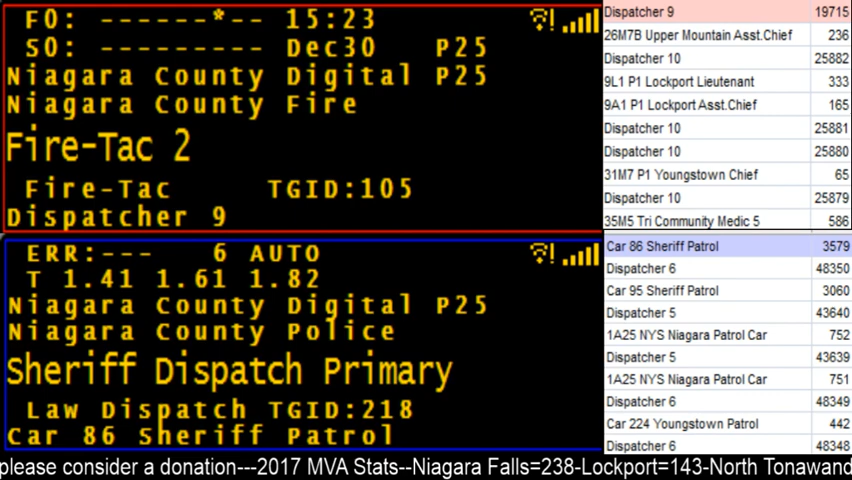 F0: ------*-- 15:23
S0: --------- Dec30 P25
Niagara County Digital P25
Niagara County Fire
Fire-Tac 2
Fire-Tac TGID:105
Dispatcher 9
Dispatcher 9 19715
26M7B Upper Mountain Asst.Chief 236
Dispatcher 10 25882
9L1 P1 Lockport Lieutenant 333
9A1 P1 Lockport Asst.Chief 165
Dispatcher 10 25881
Dispatcher 10 25880
31M7 P1 Youngstown Chief 65
Dispatcher 10 25879
35M5 Tri Community Medic 5 586
ERR:--- 6 AUTO
T 1.41 1.61 1.82
Niagara County Digital P25
Niagara County Police
Sheriff Dispatch Primary
Law Dispatch TGID:218
Car 86 Sheriff Patrol
Car 86 Sheriff Patrol 3579
Dispatcher 6 48350
Car 95 Sheriff Patrol 3060
Dispatcher 5 43640
1A25 NYS Niagara Patrol Car 752
Dispatcher 5 43639
1A25 NYS Niagara Patrol Car 751
Dispatcher 6 48349
Car 224 Youngstown Patrol 442
Dispatcher 6 48348
please consider a donation---2017 MVA Stats--Niagara Falls=238-Lockport=143-North Tonawand